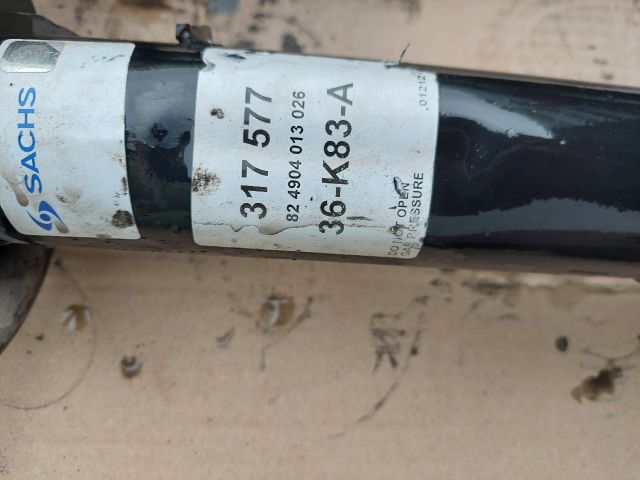 SACHS
317 577
82 4904 013 026
36-K83-A
DO NOT OPEN
GAS PRESSURE